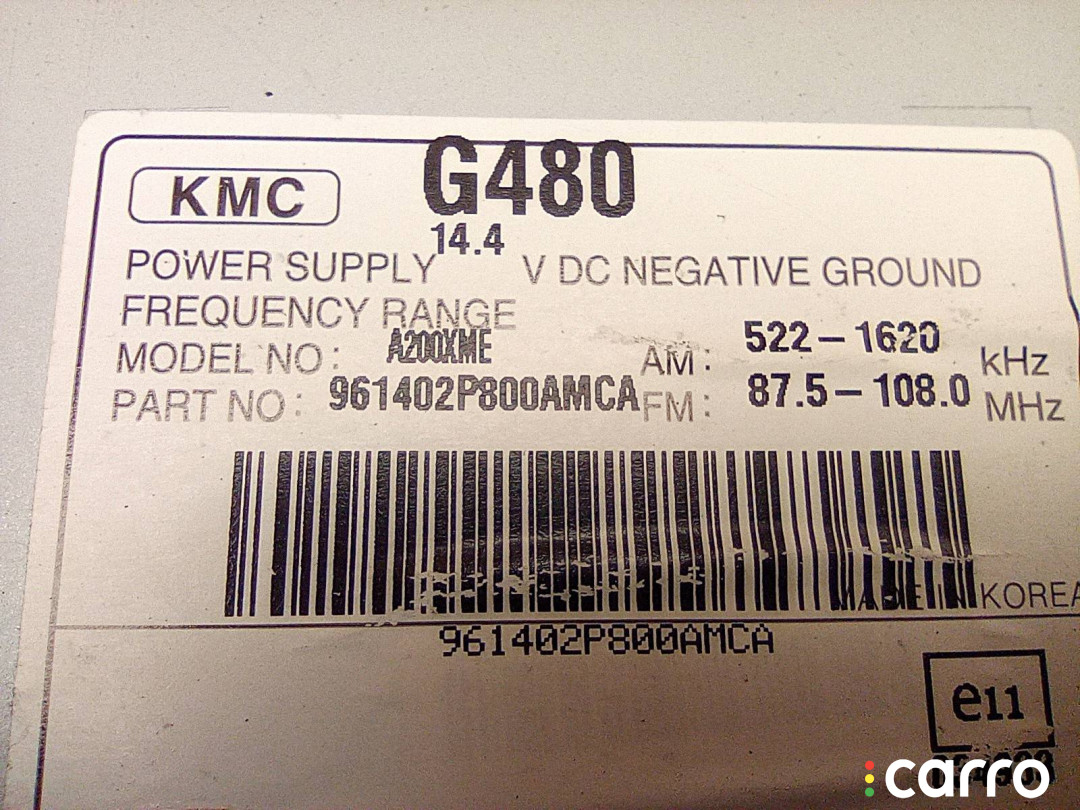 KMC G480
14.4
POWER SUPPLY V DC NEGATIVE GROUND
FREQUENCY RANGE
MODEL NO : A200XME AM : 522 – 1620 kHz
PART NO : 961402P800AMCA FM : 87.5 – 108.0 MHz
MADE IN KOREA
961402P800AMCA
e11
carro